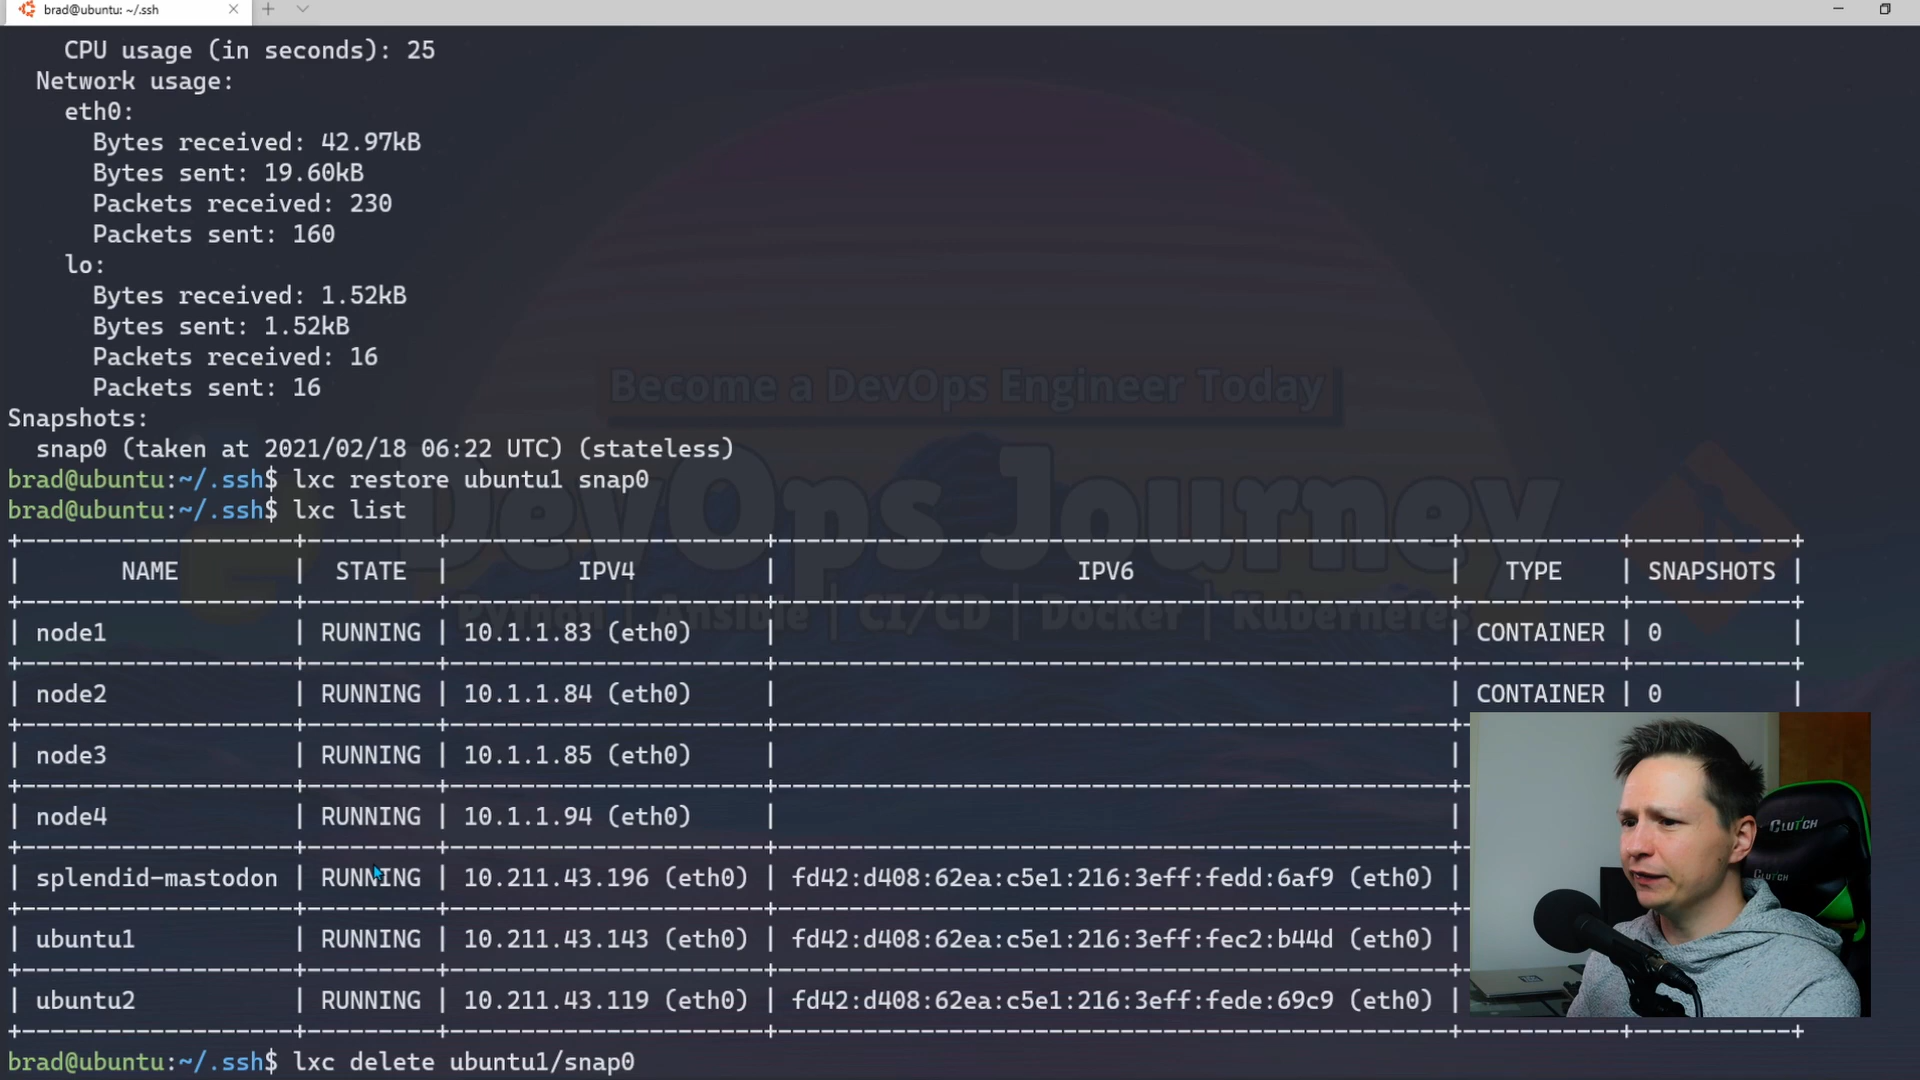 brad@ubuntu: ~/.ssh
CPU usage (in seconds): 25
Network usage:
eth0:
Bytes received: 42.97kB
Bytes sent: 19.60kB
Packets received: 230
Packets sent: 160
lo:
Bytes received: 1.52kB
Bytes sent: 1.52kB
Packets received: 16
Packets sent: 16
Snapshots:
snap0 (taken at 2021/02/18 06:22 UTC) (stateless)
brad@ubuntu:~/.ssh$ lxc restore ubuntu1 snap0
brad@ubuntu:~/.ssh$ lxc list
| NAME | STATE | IPV4 | IPV6 | TYPE | SNAPSHOTS |
| node1 | RUNNING | 10.1.1.83 (eth0) | | CONTAINER | 0 |
| node2 | RUNNING | 10.1.1.84 (eth0) | | CONTAINER | 0 |
| node3 | RUNNING | 10.1.1.85 (eth0) | |
| node4 | RUNNING | 10.1.1.94 (eth0) | |
| splendid-mastodon | RUNNING | 10.211.43.196 (eth0) | fd42:d408:62ea:c5e1:216:3eff:fedd:6af9 (eth0) |
| ubuntu1 | RUNNING | 10.211.43.143 (eth0) | fd42:d408:62ea:c5e1:216:3eff:fec2:b44d (eth0) |
| ubuntu2 | RUNNING | 10.211.43.119 (eth0) | fd42:d408:62ea:c5e1:216:3eff:fede:69c9 (eth0) |
brad@ubuntu:~/.ssh$ lxc delete ubuntu1/snap0
Become a DevOps Engineer Today
DevOps Journey
Python | Ansible | CI/CD | Docker | Kubernetes
CLUTCH
CLUTCH